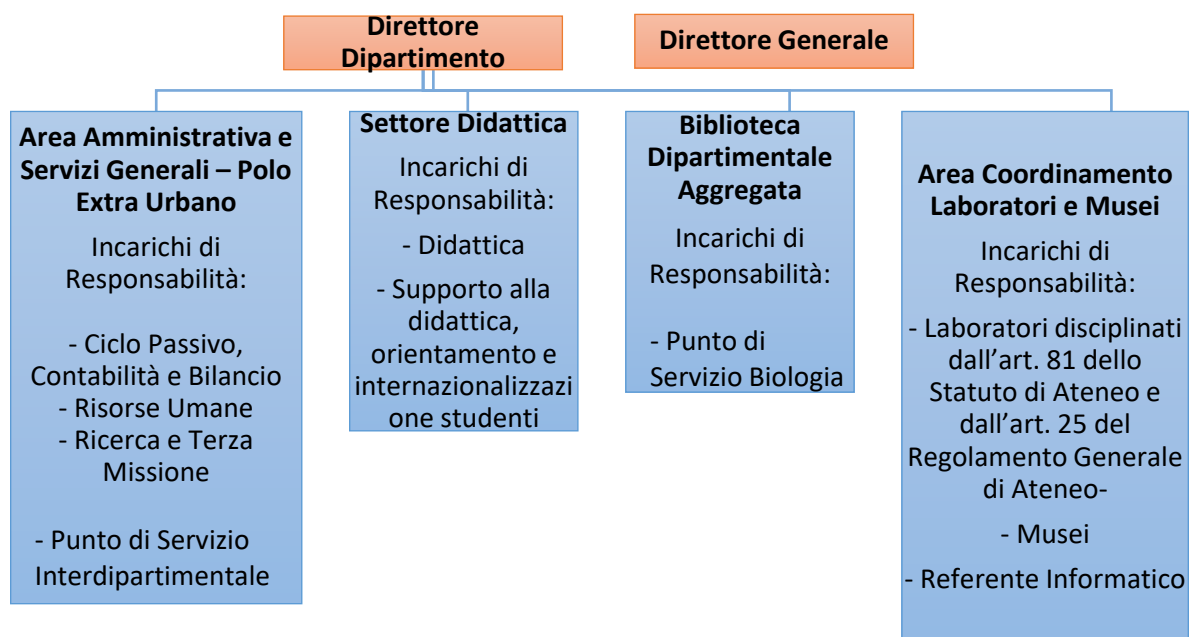 Direttore
Dipartimento
Direttore Generale
Area Amministrativa e
Servizi Generali – Polo
Extra Urbano
Incarichi di
Responsabilità:
- Ciclo Passivo,
Contabilità e Bilancio
- Risorse Umane
- Ricerca e Terza
Missione
- Punto di Servizio
Interdipartimentale
Settore Didattica
Incarichi di
Responsabilità:
- Didattica
- Supporto alla
didattica,
orientamento e
internazionalizzazi
one studenti
Biblioteca
Dipartimentale
Aggregata
Incarichi di
Responsabilità:
- Punto di
Servizio Biologia
Area Coordinamento
Laboratori e Musei
Incarichi di
Responsabilità:
- Laboratori disciplinati
dall’art. 81 dello
Statuto di Ateneo e
dall’art. 25 del
Regolamento Generale
di Ateneo-
- Musei
- Referente Informatico